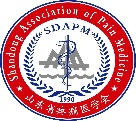 Shandong Association of Pain Medicine
SDAPM
1990
山东省疼痛医学会